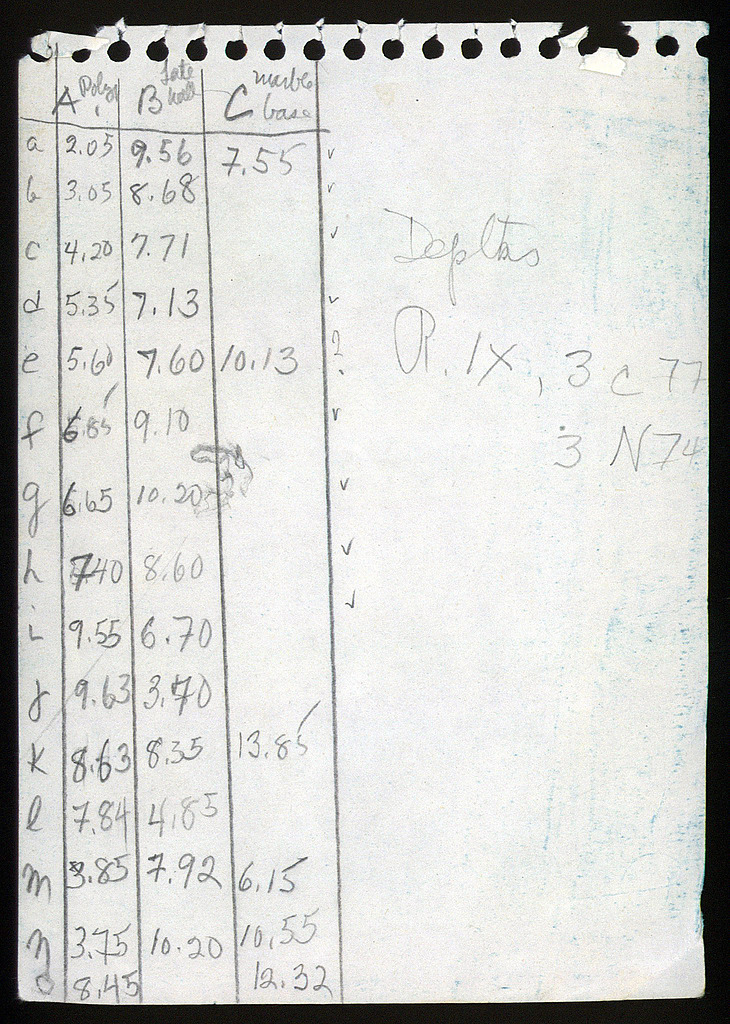 A Polyg. 1 B Late wall C marble base
a 2.05 9.56 7.55 ✓
b 3.05 8.68 ✓
c 4.20 7.71 ✓
d 5.35 7.13 ✓
e 5.60 7.60 10.13 ?
f 6.85 9.10 ✓
g 6.65 10.20 ✓
h 7.40 8.60 ✓
i 9.55 6.70 ✓
j 9.63 3.70
k 8.63 8.35 13.85
l 7.84 4.85
m 3.85 7.92 6.15
n 3.75 10.20 10.55
o 8.45 12.32
Depths
R. IX, 3 C 77
3 N 74